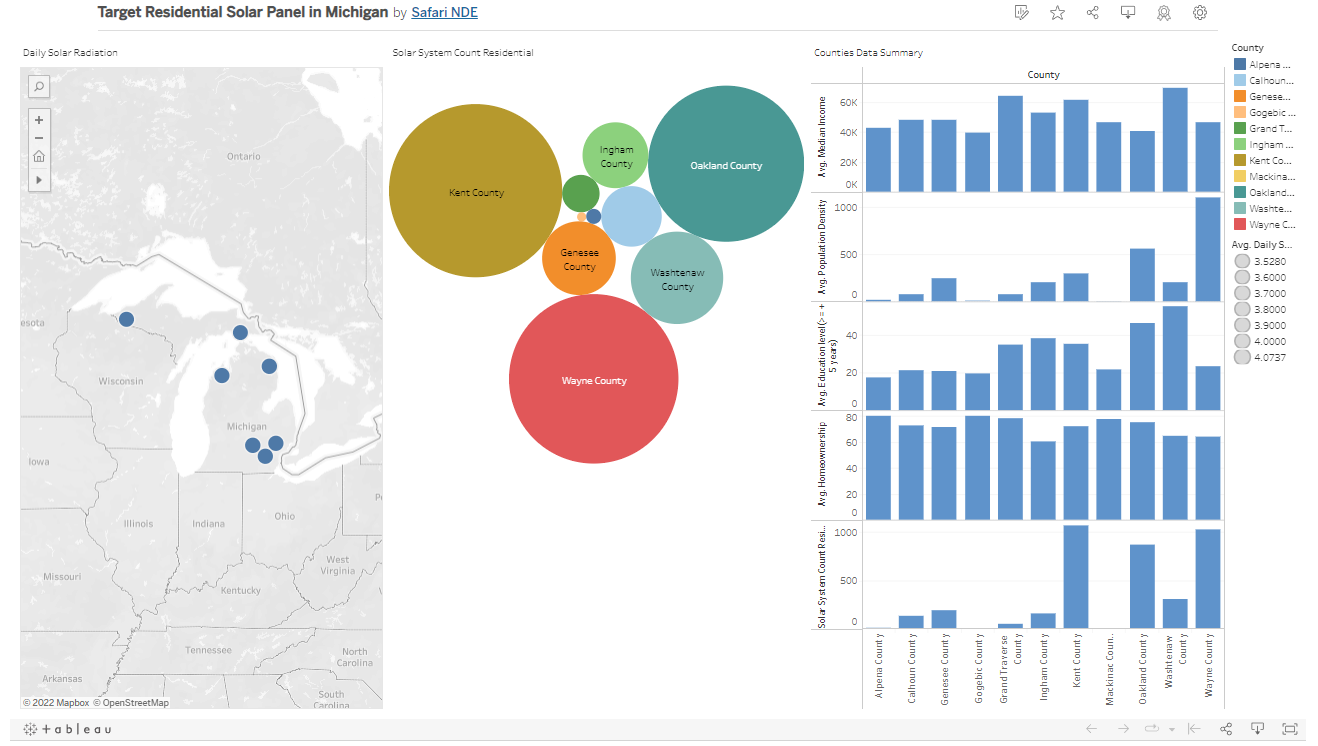 Target Residential Solar Panel in Michigan by Safari NDE
Daily Solar Radiation
Ontario
esota
Wisconsin
Michigan
Iowa
Illinois
Indiana
Ohio
P
West
Virginia
Missouri
Kentucky
Tennessee
North
Carolina
Arkansas
South
Carolina
© 2022 Mapbox © OpenStreetMap
Solar System Count Residential
Kent County
Ingham
County
Oakland County
Genesee
County
Washtenaw
County
Wayne County
Counties Data Summary
County
Avg. Median Income
60K
40K
20K
0K
Avg. Population Density
1000
500
0
Avg. Education level(>= +
5 years)
40
20
0
Avg. Homeownership
80
60
40
20
0
Solar System Count Resi...
1000
500
0
Alpena County
Calhoun County
Genesee County
Gogebic County
Grand Traverse
County
Ingham County
Kent County
Mackinac Coun..
Oakland County
Washtenaw
County
Wayne County
County
Alpena ...
Calhoun...
Genese...
Gogebic ...
Grand T...
Ingham ...
Kent Co...
Mackina...
Oakland...
Washte...
Wayne C...
Avg. Daily S...
3.5280
3.6000
3.7000
3.8000
3.9000
4.0000
4.0737
+ a b l e a u